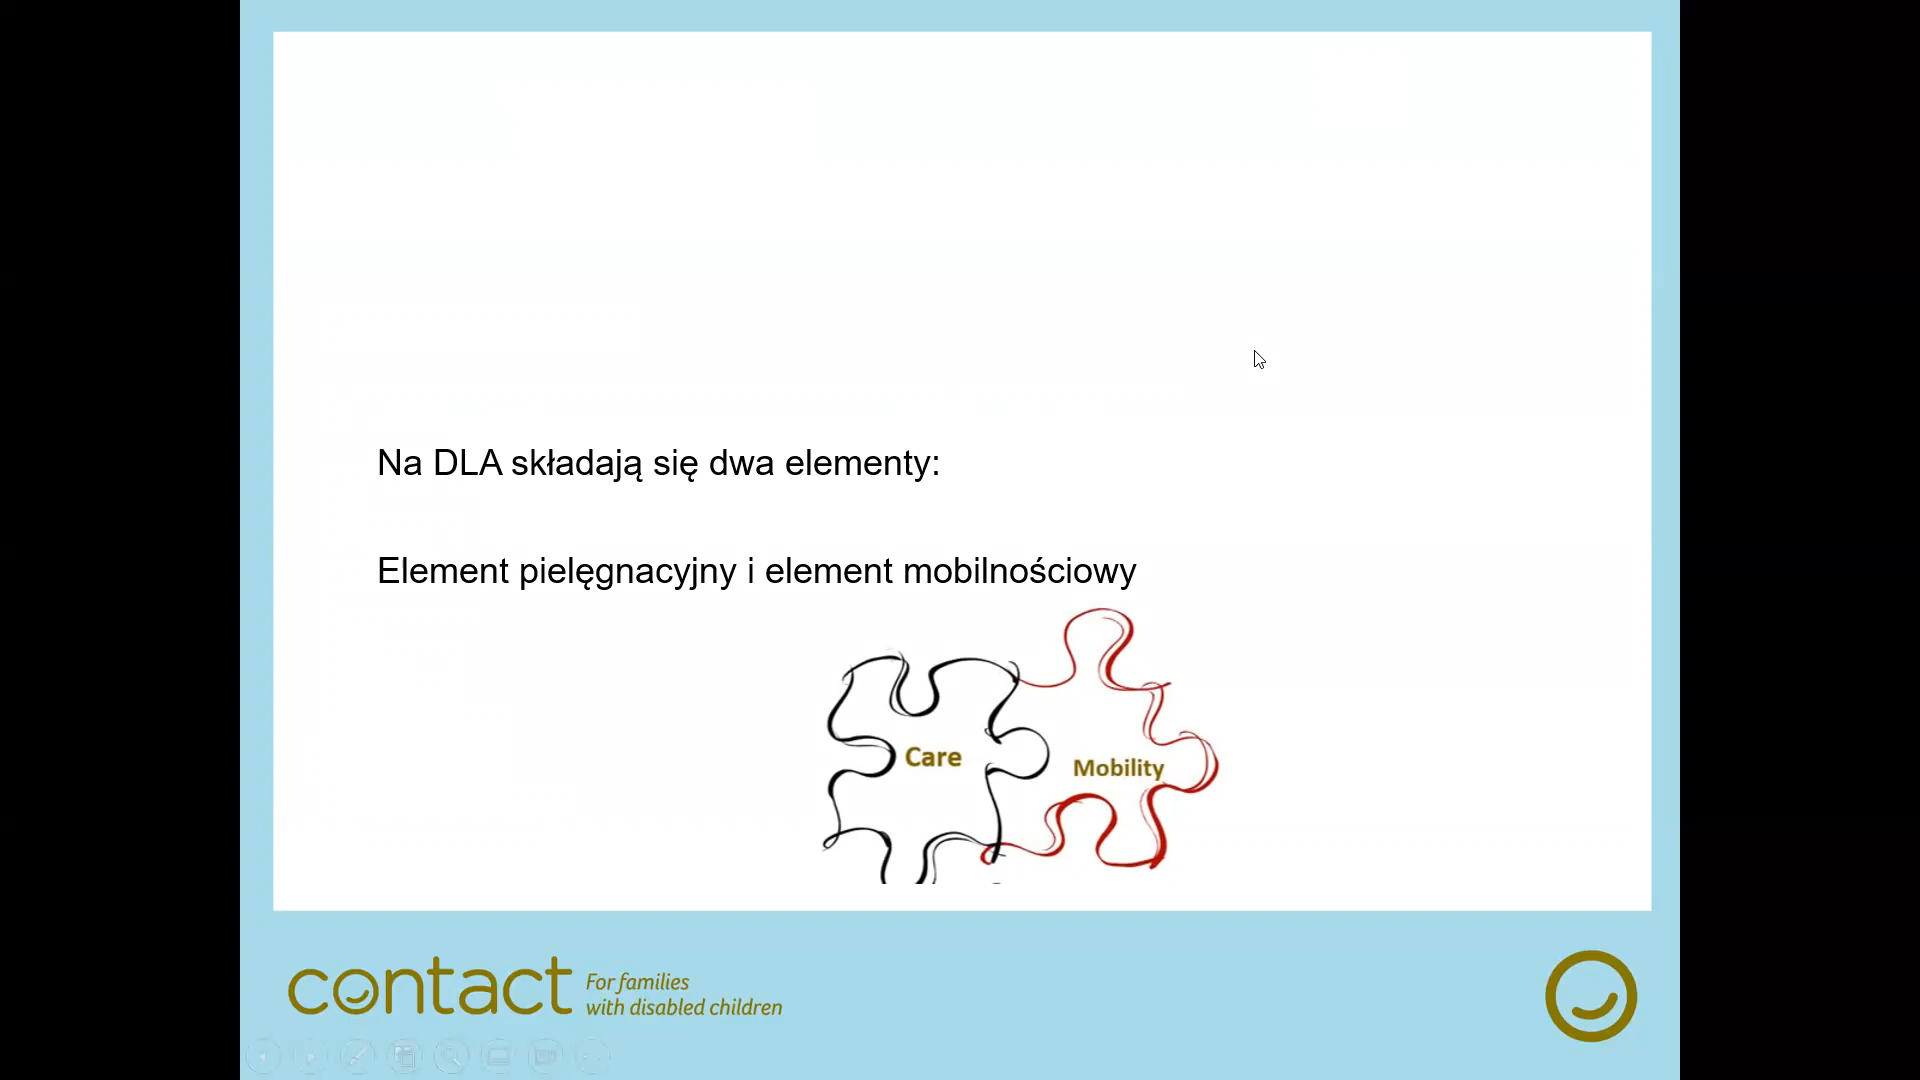 Na DLA składają się dwa elementy:
Element pielęgnacyjny i element mobilnościowy
Care
Mobility
contact
For families
with disabled children